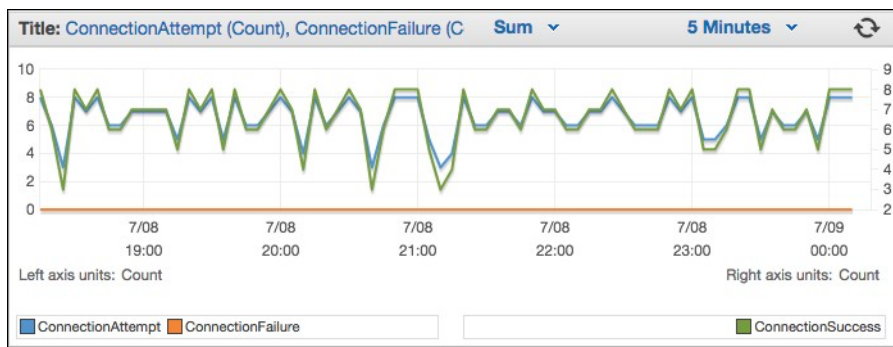 Title: ConnectionAttempt (Count), ConnectionFailure (C Sum 5 Minutes
10 9
8 8
7
6 6
4 5
4
2 3
0 2
7/08 7/08 7/08 7/08 7/08 7/09
19:00 20:00 21:00 22:00 23:00 00:00
Left axis units: Count Right axis units: Count
ConnectionAttempt ConnectionFailure ConnectionSuccess